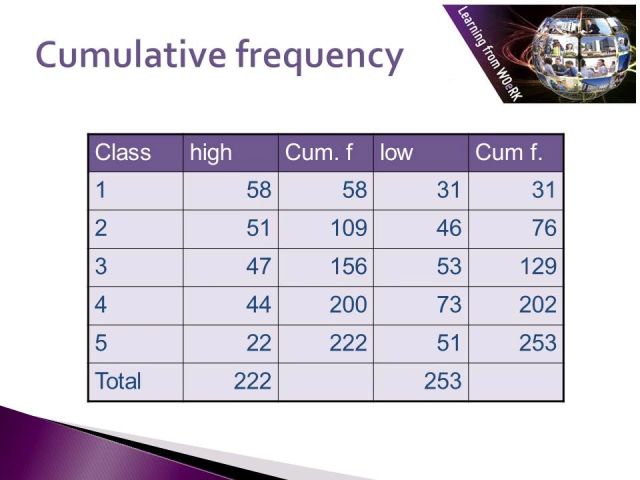 Cumulative frequency
Learning from WOeRK
Class high Cum. f low Cum f.
1 58 58 31 31
2 51 109 46 76
3 47 156 53 129
4 44 200 73 202
5 22 222 51 253
Total 222 253